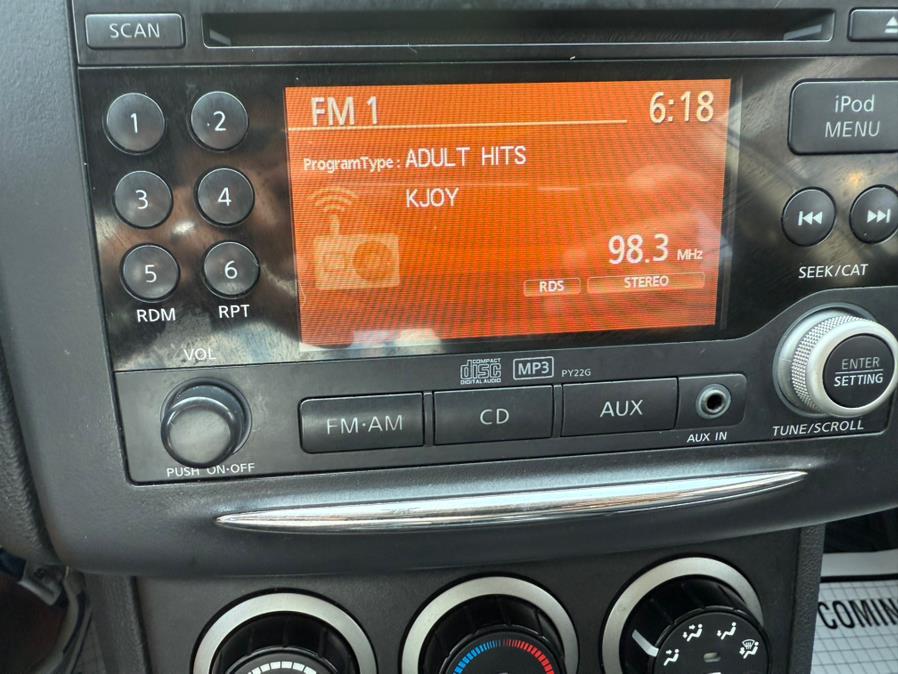 SCAN
FM 1 6:18
iPod
MENU
1 2
ProgramType : ADULT HITS
KJOY
3 4
98.3 MHz
RDS STEREO
5 6
RDM RPT
SEEK/CAT
VOL
COMPACT
disc
DIGITAL AUDIO
MP3 PY22G
ENTER
SETTING
FM·AM CD AUX
AUX IN
TUNE/SCROLL
PUSH ON·OFF
COMIN